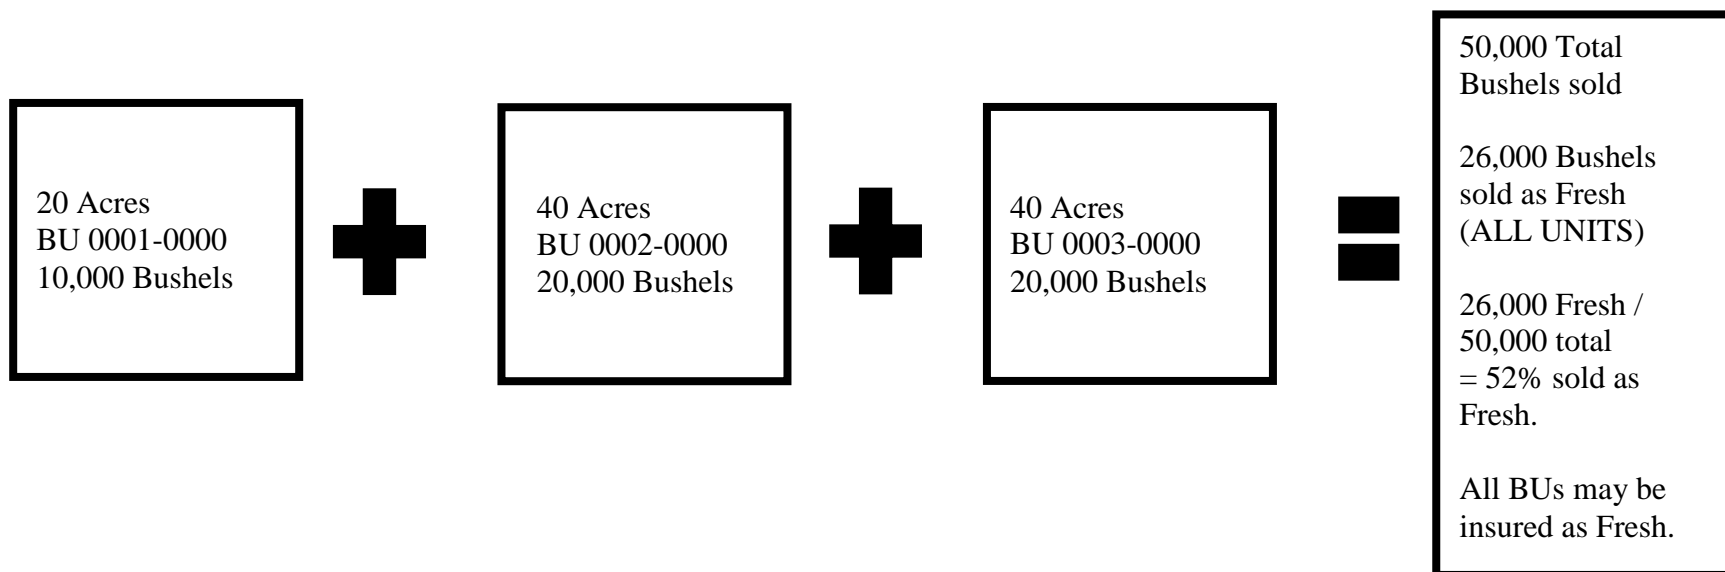 20 Acres
BU 0001-0000
10,000 Bushels
40 Acres
BU 0002-0000
20,000 Bushels
40 Acres
BU 0003-0000
20,000 Bushels
50,000 Total
Bushels sold
26,000 Bushels
sold as Fresh
(ALL UNITS)
26,000 Fresh /
50,000 total
= 52% sold as
Fresh.
All BUs may be
insured as Fresh.